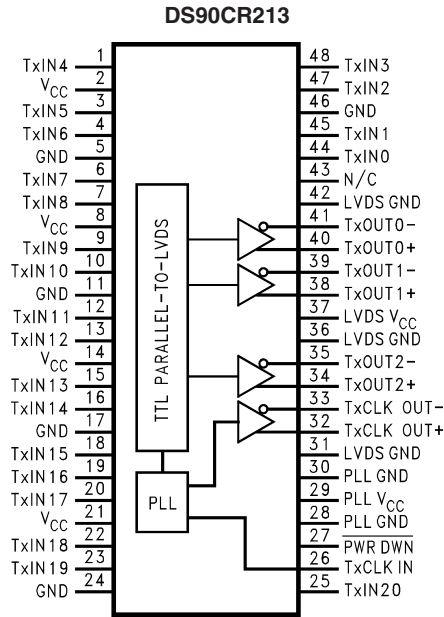 DS90CR213
TxIN4 1
VCC 2
TxIN5 3
TxIN6 4
GND 5
TxIN7 6
TxIN8 7
VCC 8
TxIN9 9
TxIN10 10
GND 11
TxIN11 12
TxIN12 13
VCC 14
TxIN13 15
TxIN14 16
GND 17
TxIN15 18
TxIN16 19
TxIN17 20
VCC 21
TxIN18 22
TxIN19 23
GND 24
TTL PARALLEL-TO-LVDS
PLL
48 TxIN3
47 TxIN2
46 GND
45 TxIN1
44 TxIN0
43 N/C
42 LVDS GND
41 TxOUT0-
40 TxOUT0+
39 TxOUT1-
38 TxOUT1+
37 LVDS VCC
36 LVDS GND
35 TxOUT2-
34 TxOUT2+
33 TxCLK OUT-
32 TxCLK OUT+
31 LVDS GND
30 PLL GND
29 PLL VCC
28 PLL GND
27 PWR DWN
26 TxCLK IN
25 TxIN20